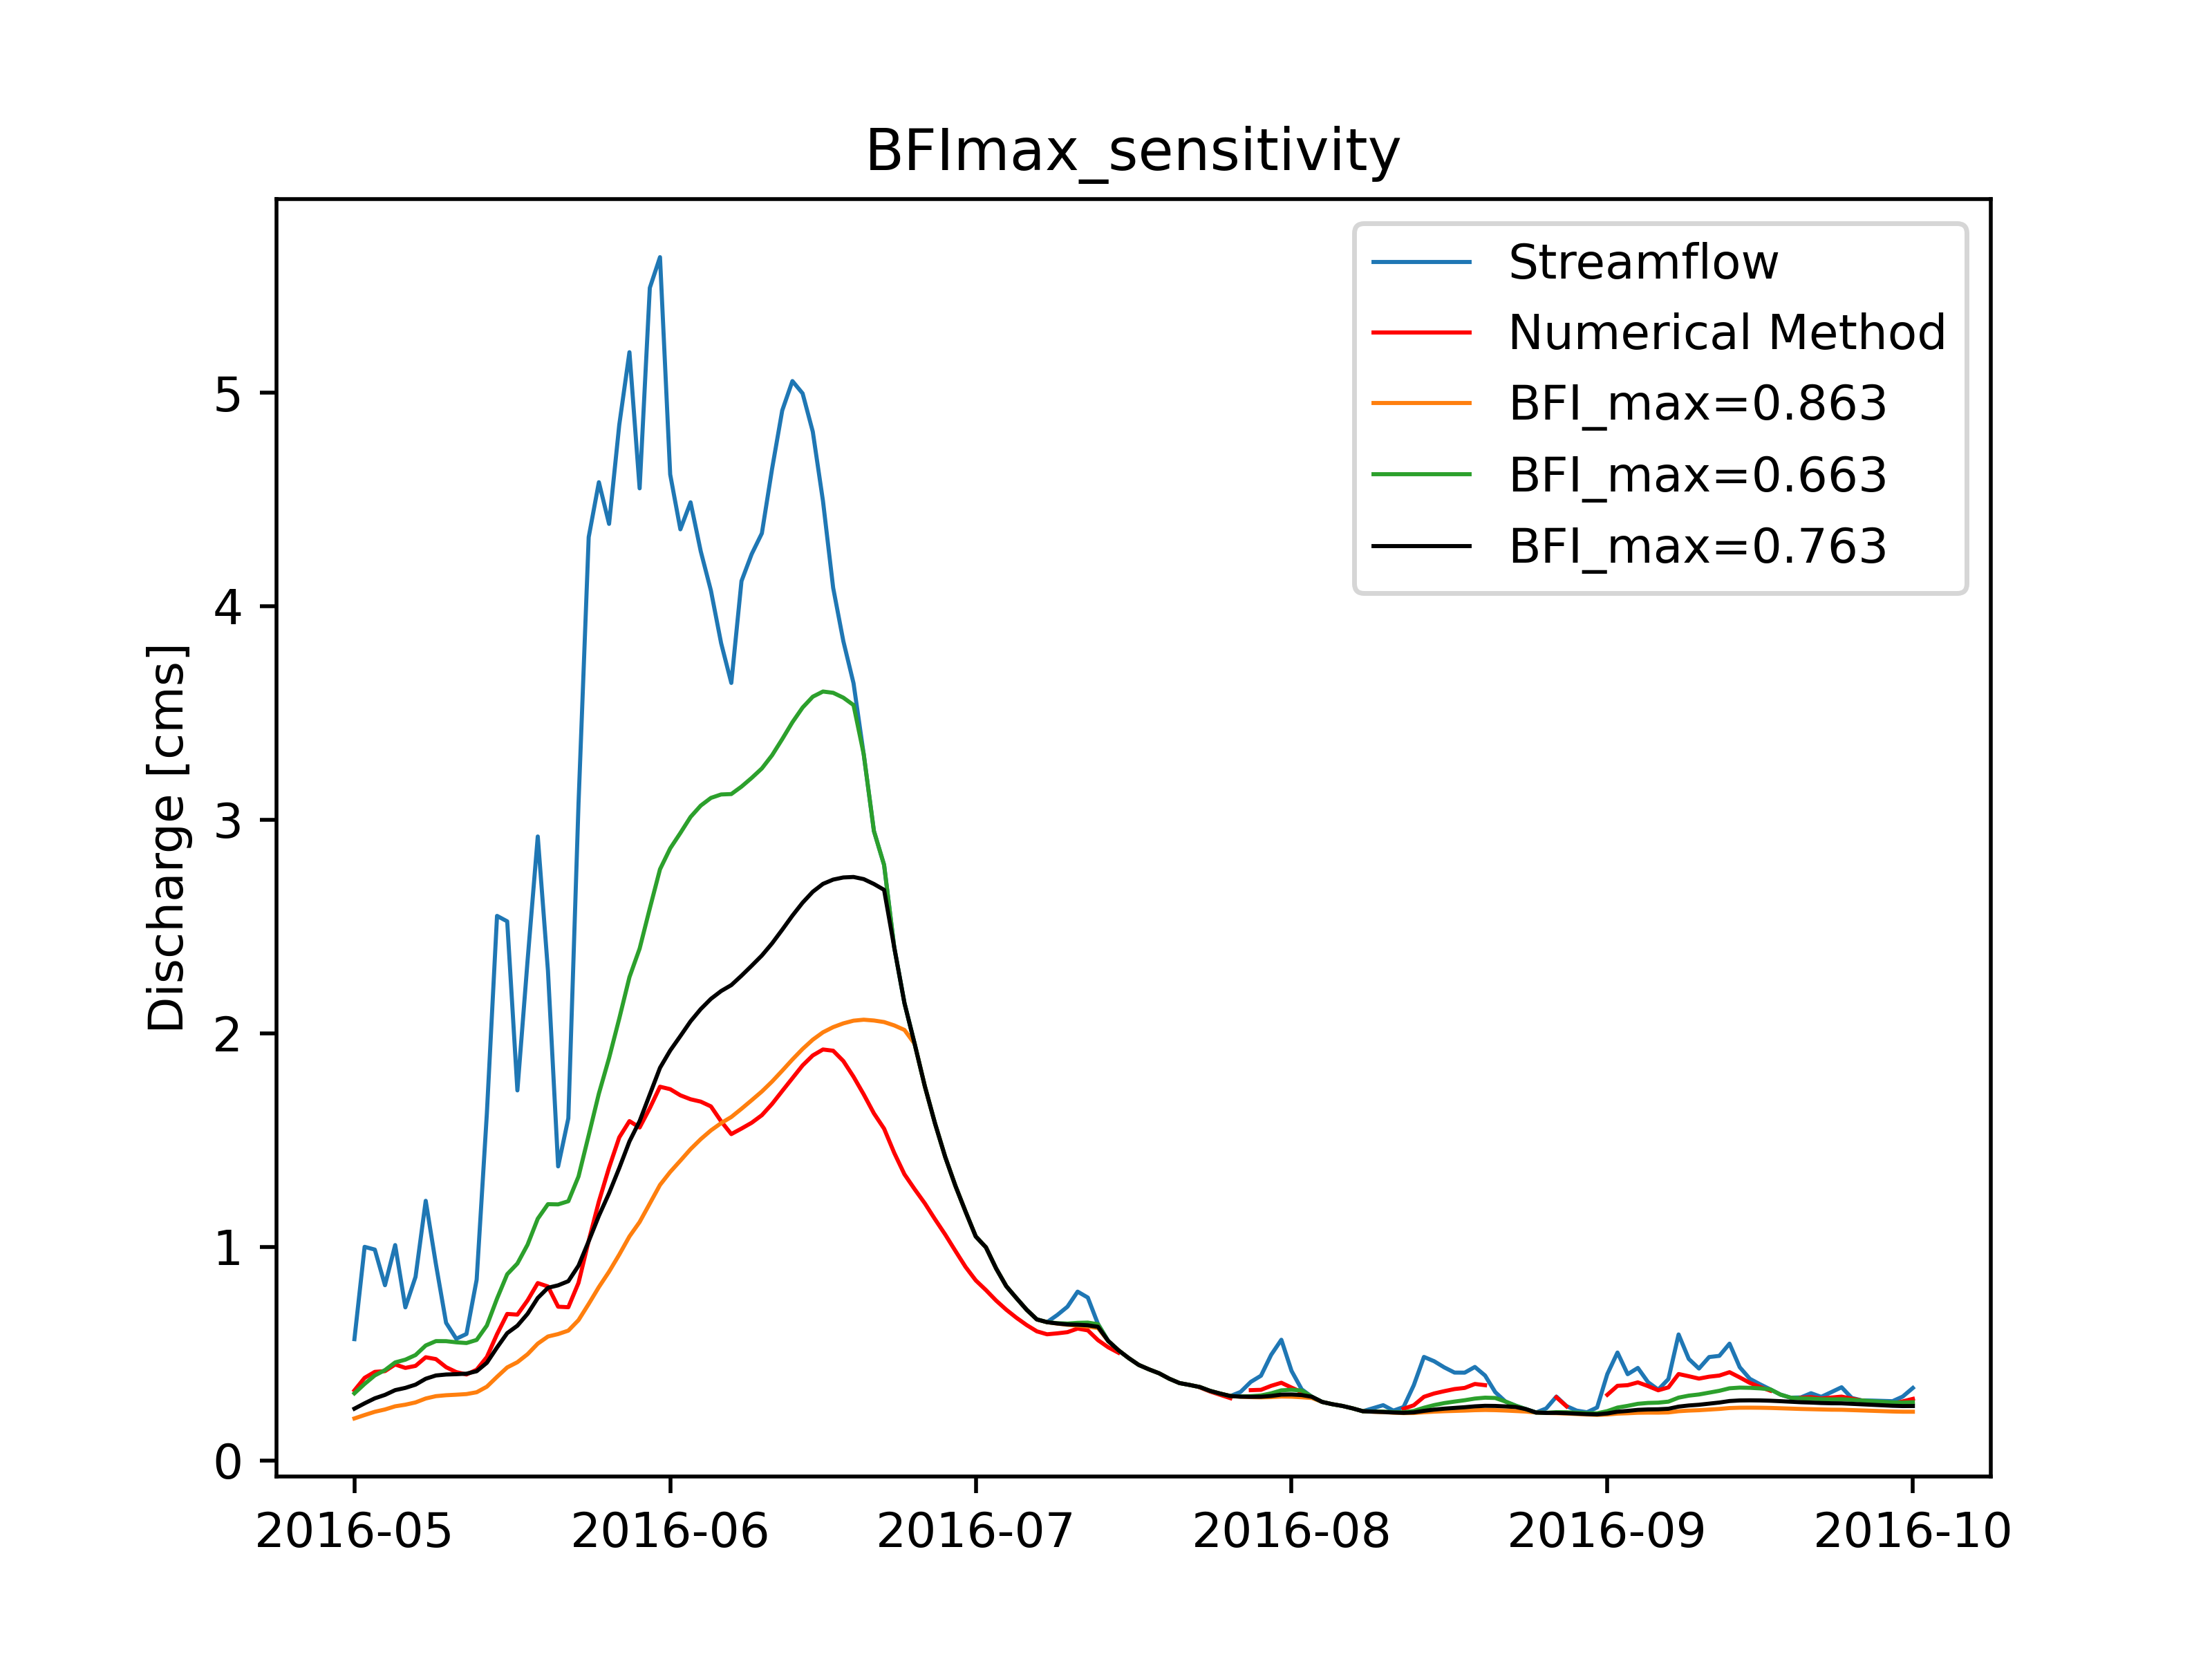 BFImax_sensitivity
Streamflow
Numerical Method
BFI_max=0.863
BFI_max=0.663
BFI_max=0.763
Discharge [cms]
5
4
3
2
1
0
2016-05 2016-06 2016-07 2016-08 2016-09 2016-10